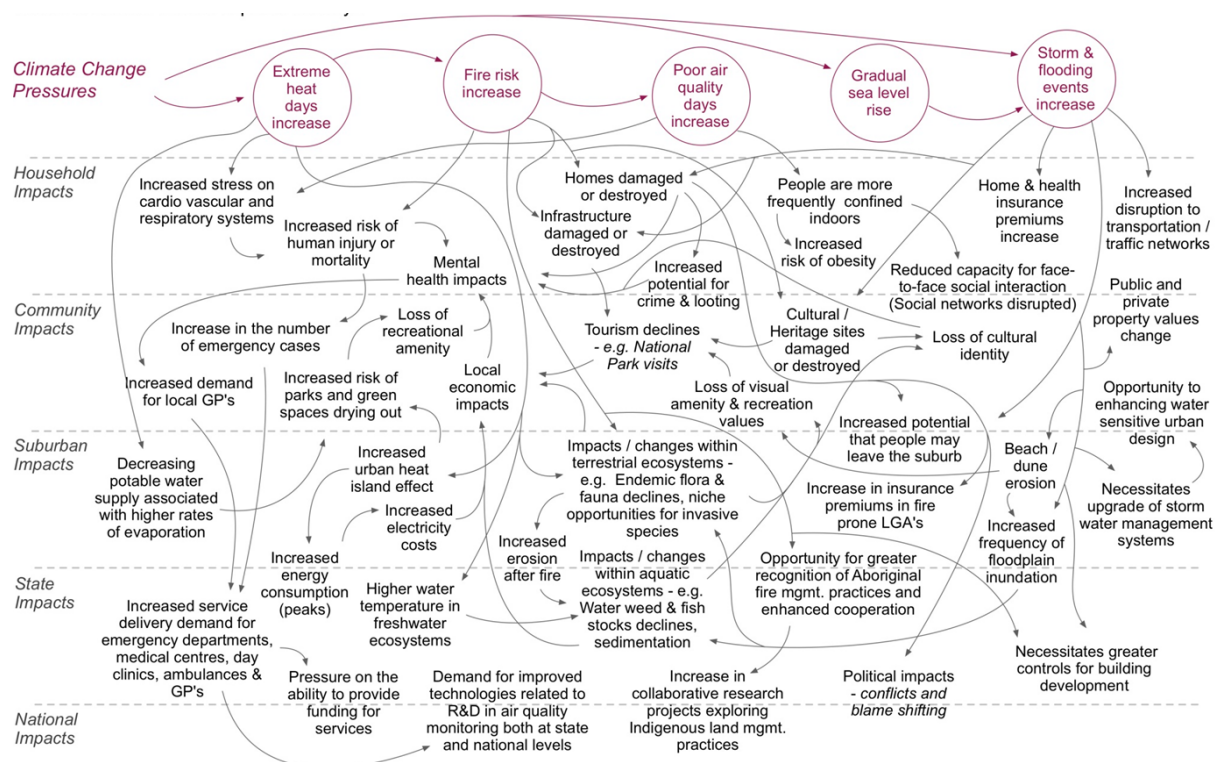 Climate Change
Pressures
Extreme
heat
days
increase
Fire risk
increase
Poor air
quality
days
increase
Gradual
sea level
rise
Storm &
flooding
events
increase
Household
Impacts
Increased stress on
cardio vascular and
respiratory systems
Increased risk of
human injury or
mortality
Mental
health impacts
Homes damaged
or destroyed
Infrastructure
damaged or
destroyed
Increased
potential for
crime & looting
People are more
frequently confined
indoors
Increased
risk of obesity
Home & health
insurance
premiums
increase
Increased
disruption to
transportation /
traffic networks
Reduced capacity for face-
to-face social interaction
(Social networks disrupted)
Community
Impacts
Increase in the number
of emergency cases
Loss of
recreational
amenity
Increased demand
for local GP's
Increased risk of
parks and green
spaces drying out
Local
economic
impacts
Tourism declines
- e.g. National
Park visits
Cultural /
Heritage sites
damaged
or destroyed
Loss of cultural
identity
Public and
private
property values
change
Loss of visual
amenity & recreation
values
Increased potential
that people may
leave the suburb
Opportunity to
enhancing water
sensitive urban
design
Suburban
Impacts
Decreasing
potable water
supply associated
with higher rates
of evaporation
Increased
urban heat
island effect
Increased
electricity
costs
Increased
energy
consumption
(peaks)
Impacts / changes within
terrestrial ecosystems -
e.g. Endemic flora &
fauna declines, niche
opportunities for invasive
species
Increased
erosion
after fire
Increase in insurance
premiums in fire
prone LGA's
Beach /
dune
erosion
Increased
frequency of
floodplain
inundation
Necessitates
upgrade of storm
water management
systems
State
Impacts
Increased service
delivery demand for
emergency departments,
medical centres, day
clinics, ambulances &
GP's
Higher water
temperature in
freshwater
ecosystems
Impacts / changes
within aquatic
ecosystems - e.g.
Water weed & fish
stocks declines,
sedimentation
Opportunity for greater
recognition of Aboriginal
fire mgmt. practices and
enhanced cooperation
Necessitates greater
controls for building
development
Pressure on the
ability to provide
funding for
services
Demand for improved
technologies related to
R&D in air quality
monitoring both at state
and national levels
Increase in
collaborative research
projects exploring
Indigenous land mgmt.
practices
Political impacts
- conflicts and
blame shifting
National
Impacts